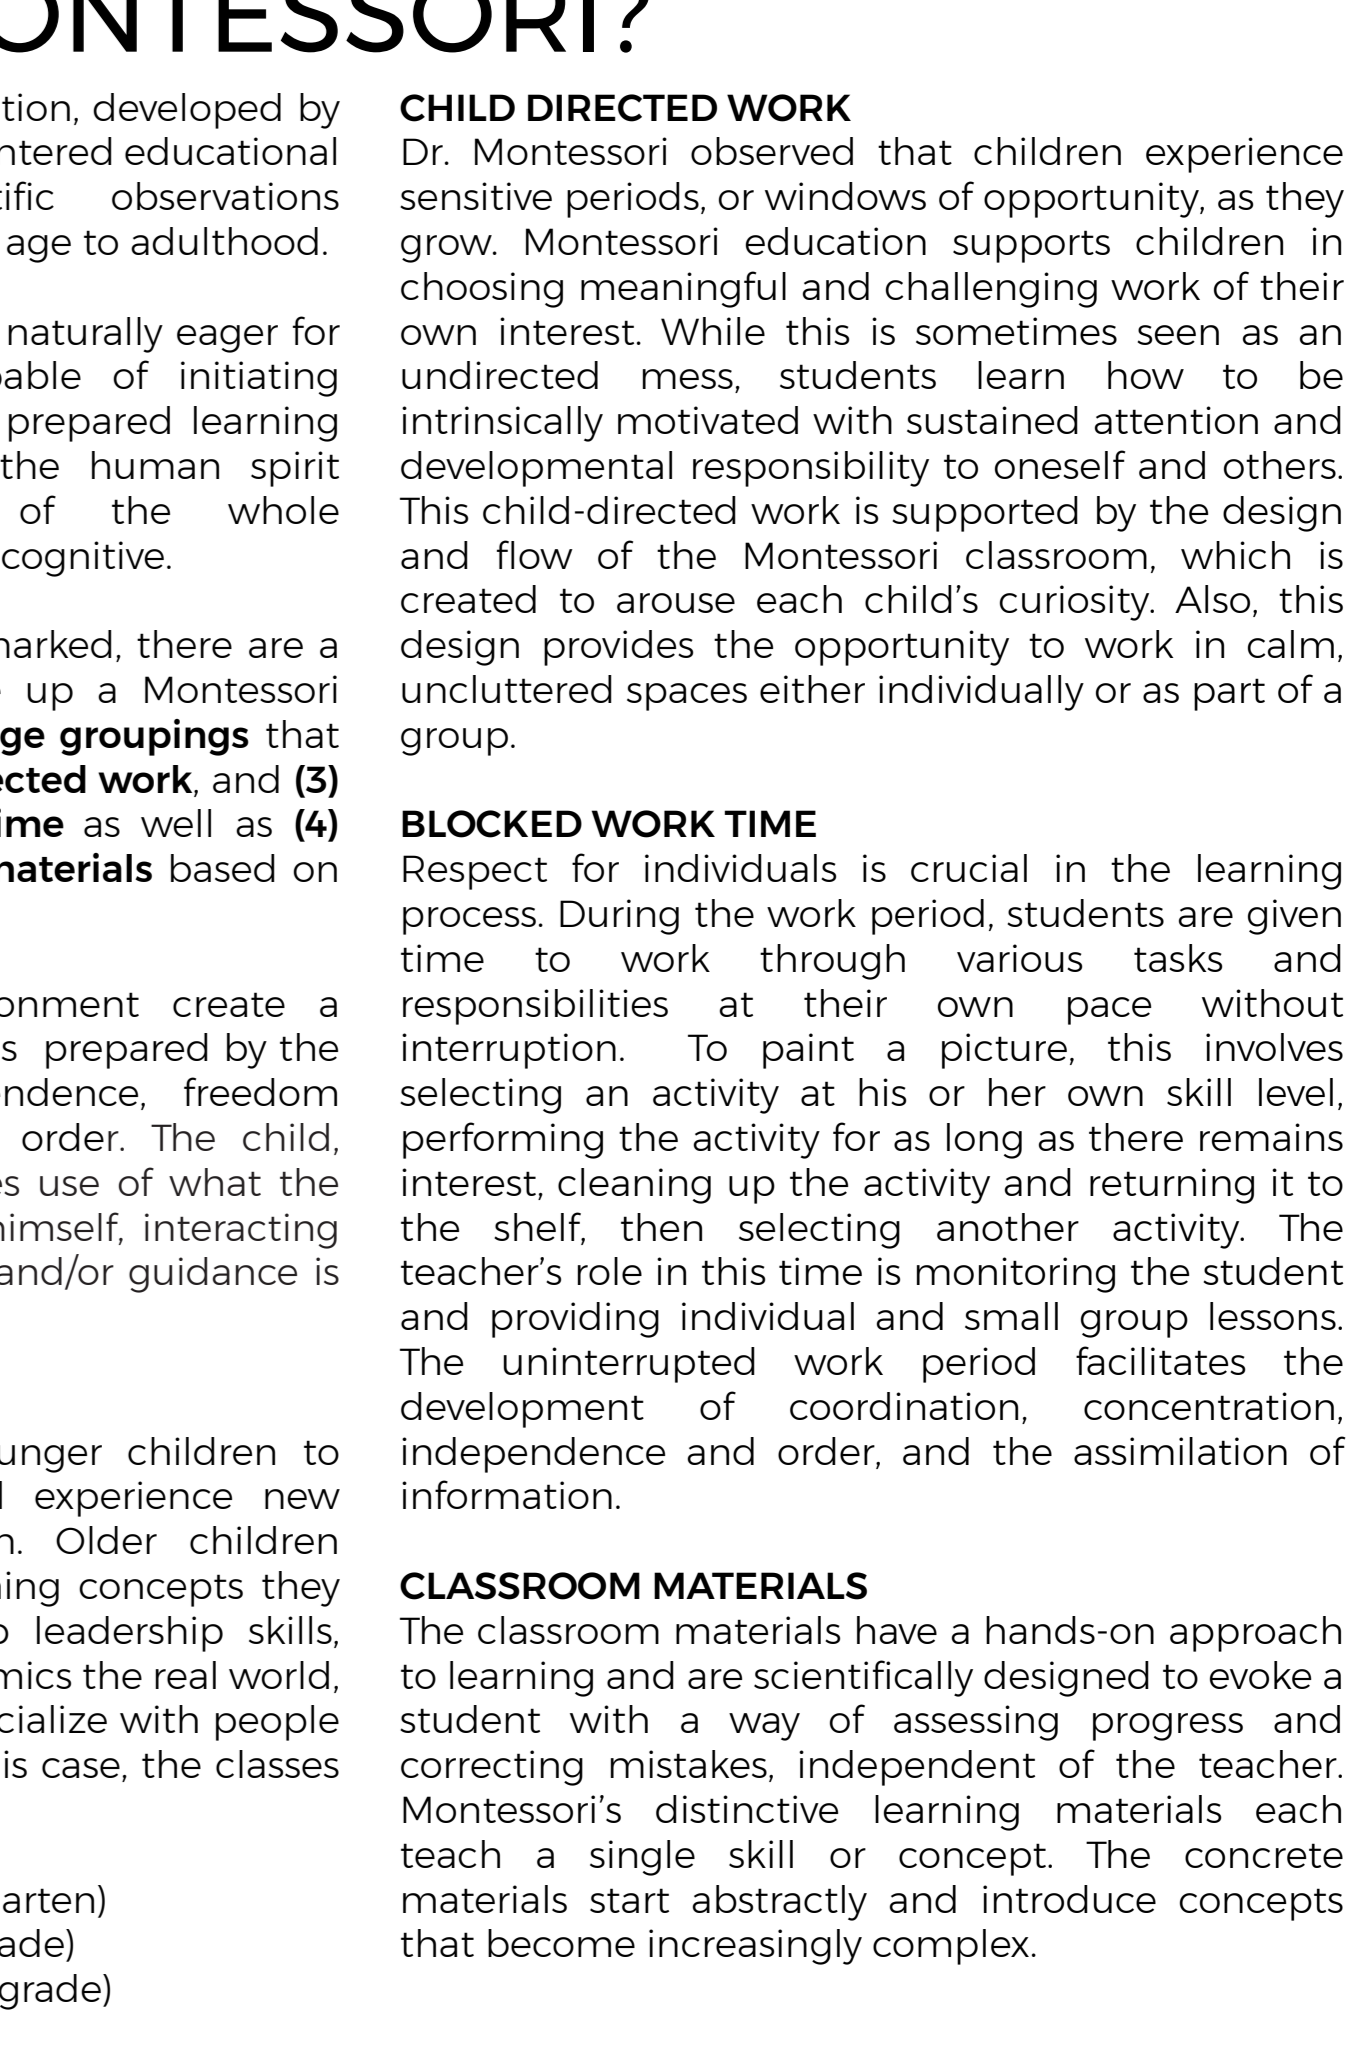 ONTESSORI?
tion, developed by
ntered educational
tific observations
age to adulthood.
naturally eager for
able of initiating
prepared learning
the human spirit
of the whole
cognitive.
marked, there are a
up a Montessori
ge groupings that
ected work, and (3)
ime as well as (4)
materials based on
onment create a
s prepared by the
endence, freedom
order. The child,
es use of what the
himself, interacting
and/or guidance is
unger children to
experience new
n. Older children
ning concepts they
leadership skills,
mics the real world,
cialize with people
is case, the classes
arten)
ade)
grade)
CHILD DIRECTED WORK
Dr. Montessori observed that children experience
sensitive periods, or windows of opportunity, as they
grow. Montessori education supports children in
choosing meaningful and challenging work of their
own interest. While this is sometimes seen as an
undirected mess, students learn how to be
intrinsically motivated with sustained attention and
developmental responsibility to oneself and others.
This child-directed work is supported by the design
and flow of the Montessori classroom, which is
created to arouse each child's curiosity. Also, this
design provides the opportunity to work in calm,
uncluttered spaces either individually or as part of a
group.
BLOCKED WORK TIME
Respect for individuals is crucial in the learning
process. During the work period, students are given
time to work through various tasks and
responsibilities at their own pace without
interruption. To paint a picture, this involves
selecting an activity at his or her own skill level,
performing the activity for as long as there remains
interest, cleaning up the activity and returning it to
the shelf, then selecting another activity. The
teacher's role in this time is monitoring the student
and providing individual and small group lessons.
The uninterrupted work period facilitates the
development of coordination, concentration,
independence and order, and the assimilation of
information.
CLASSROOM MATERIALS
The classroom materials have a hands-on approach
to learning and are scientifically designed to evoke a
student with a way of assessing progress and
correcting mistakes, independent of the teacher.
Montessori's distinctive learning materials each
teach a single skill or concept. The concrete
materials start abstractly and introduce concepts
that become increasingly complex.